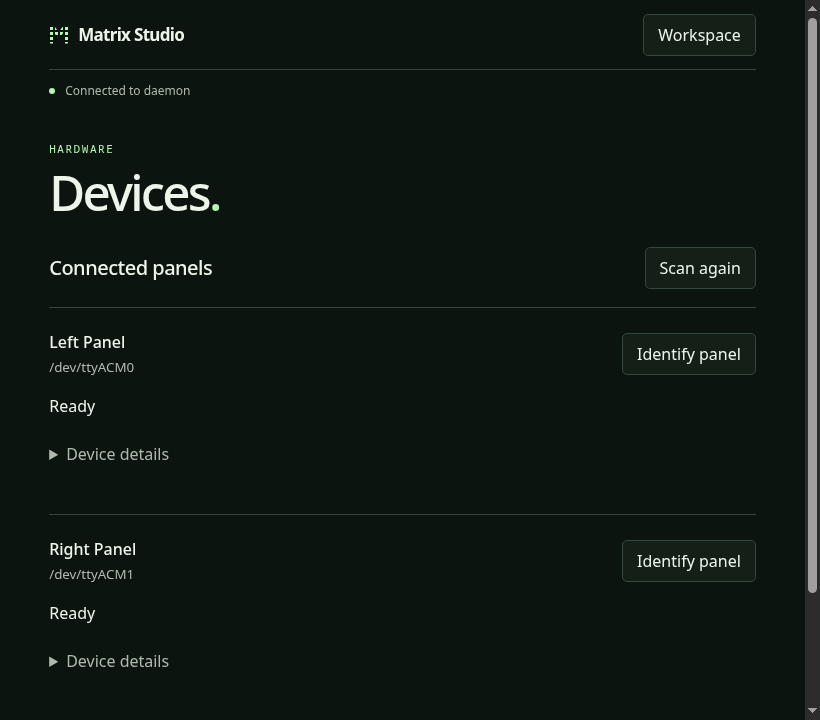 Matrix Studio
Workspace
Connected to daemon
HARDWARE
Devices.
Connected panels
Scan again
Left Panel
Identify panel
/dev/ttyACM0
Ready
Device details
Right Panel
Identify panel
/dev/ttyACM1
Ready
Device details